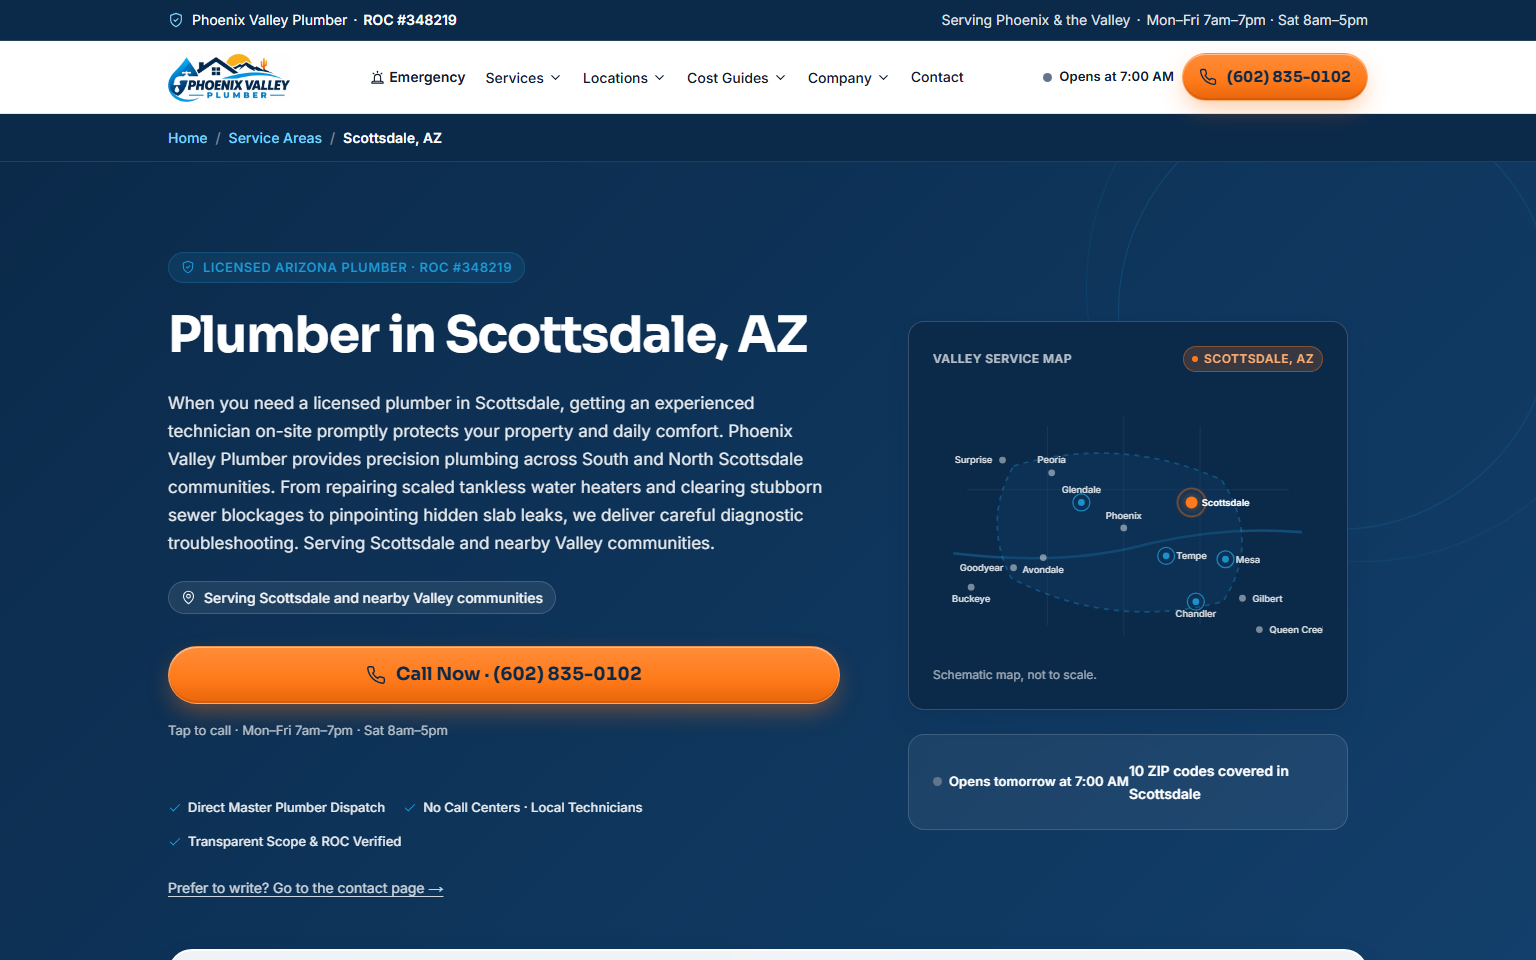 Phoenix Valley Plumber · ROC #348219
Serving Phoenix & the Valley · Mon–Fri 7am–7pm · Sat 8am–5pm
PHOENIX VALLEY
PLUMBER
Emergency
Services
Locations
Cost Guides
Company
Contact
Opens at 7:00 AM
(602) 835-0102
Home / Service Areas / Scottsdale, AZ
LICENSED ARIZONA PLUMBER · ROC #348219
Plumber in Scottsdale, AZ
When you need a licensed plumber in Scottsdale, getting an experienced
technician on-site promptly protects your property and daily comfort. Phoenix
Valley Plumber provides precision plumbing across South and North Scottsdale
communities. From repairing scaled tankless water heaters and clearing stubborn
sewer blockages to pinpointing hidden slab leaks, we deliver careful diagnostic
troubleshooting. Serving Scottsdale and nearby Valley communities.
Serving Scottsdale and nearby Valley communities
Call Now · (602) 835-0102
Tap to call · Mon–Fri 7am–7pm · Sat 8am–5pm
Direct Master Plumber Dispatch
No Call Centers · Local Technicians
Transparent Scope & ROC Verified
Prefer to write? Go to the contact page →
VALLEY SERVICE MAP
SCOTTSDALE, AZ
Surprise
Peoria
Glendale
Scottsdale
Phoenix
Tempe
Mesa
Goodyear
Avondale
Buckeye
Chandler
Gilbert
Queen Cree
Schematic map, not to scale.
Opens tomorrow at 7:00 AM
10 ZIP codes covered in
Scottsdale